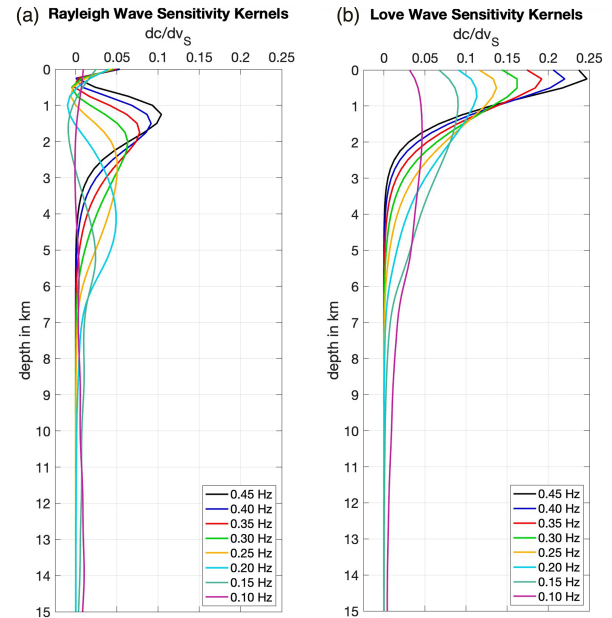 (a) Rayleigh Wave Sensitivity Kernels
dc/dvS
0 0.05 0.1 0.15 0.2 0.25
0
1
2
3
4
5
6
7
8
9
10
11
12
13
14
15
depth in km
0.45 Hz
0.40 Hz
0.35 Hz
0.30 Hz
0.25 Hz
0.20 Hz
0.15 Hz
0.10 Hz
(b) Love Wave Sensitivity Kernels
dc/dvS
0 0.05 0.1 0.15 0.2 0.25
0
1
2
3
4
5
6
7
8
9
10
11
12
13
14
15
depth in km
0.45 Hz
0.40 Hz
0.35 Hz
0.30 Hz
0.25 Hz
0.20 Hz
0.15 Hz
0.10 Hz